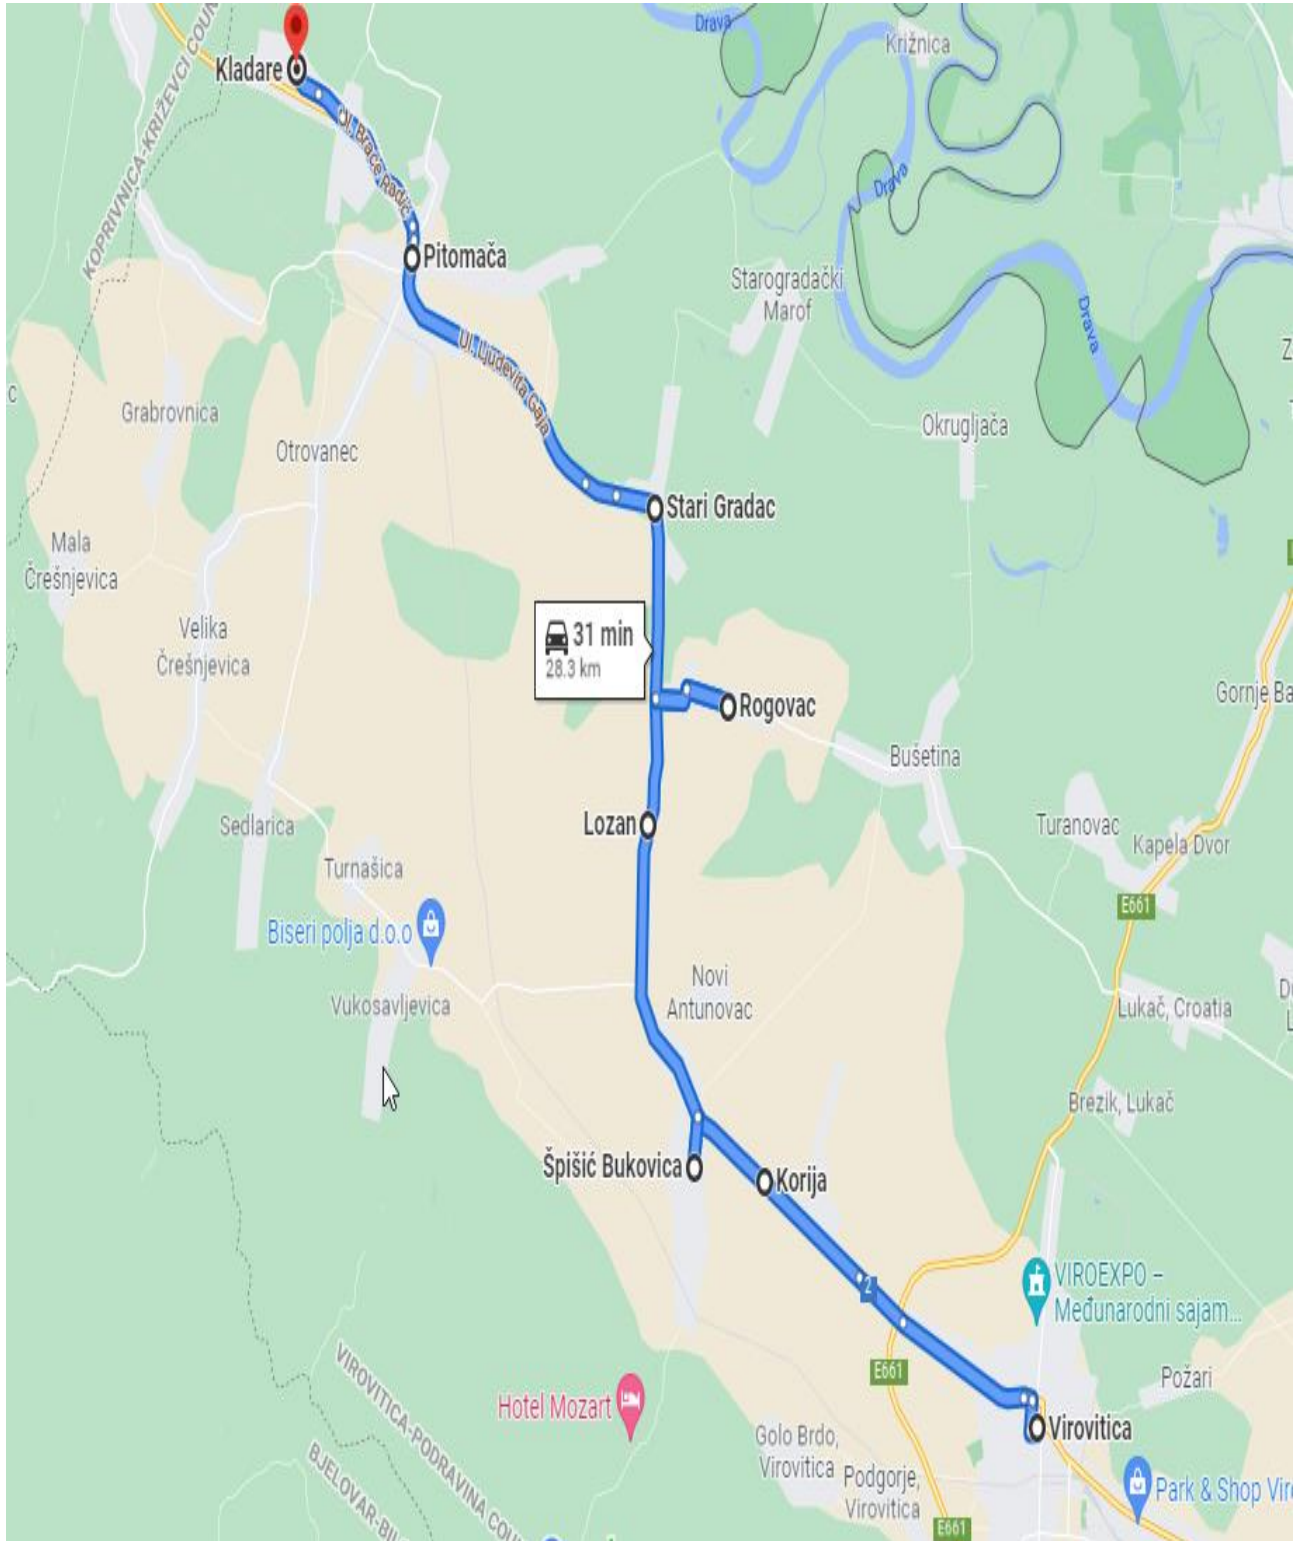 Drava
Križnica
Kladare
Ul. Braće Radić
KOPRIVNICA-KRIŽEVCI COUN
Drava
Pitomača
Starogradački
Marof
Drava
Ul. Ljudevita Gaja
Z
C
Grabrovnica
Okrugljača
Otrovanec
Stari Gradac
Mala
Črešnjevica
31 min
28.3 km
Velika
Črešnjevica
Gornje Ba
Rogovac
Bušetina
Sedlarica
Lozan
Turanovac
Kapela Dvor
Turnašica
E661
Biseri polja d.o.o
Novi
Antunovac
Vukosavljevica
Lukač, Croatia
Brezik, Lukač
Špišić Bukovica
Korija
2
VIROEXPO –
Međunarodni sajam...
E661
Požari
VIROVITICA-PODRAVINA COUN
Hotel Mozart
Virovitica
Golo Brdo,
Virovitica
Podgorje,
Virovitica
BJELOVAR-BIL
Park & Shop Viro
E661